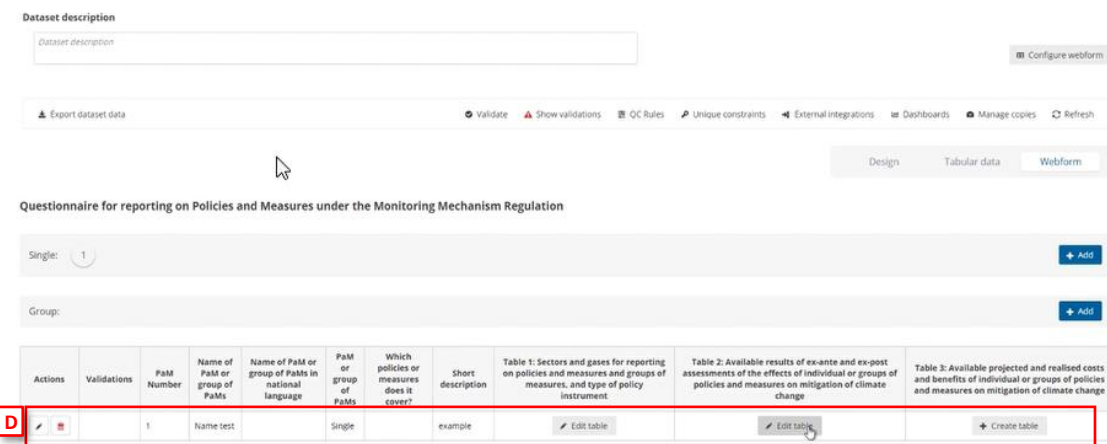 Dataset description
Dataset description
Configure webform
Export dataset data
Validate Show validations QC Rules Unique constraints External integrations Dashboards Manage copies Refresh
Design Tabular data Webform
Questionnaire for reporting on Policies and Measures under the Monitoring Mechanism Regulation
Single: 1 + Add
Group: + Add
Actions
Validations
PaM
Number
Name of
PaM or
group of
PaMs
Name of PaM or
group of PaMs in
national
language
PaM
or
group
of
PaMs
Which
policies or
measures
does it
cover?
Short
description
Table 1: Sectors and gases for reporting
on policies and measures and groups of
measures, and type of policy
instrument
Table 2: Available results of ex-ante and ex-post
assessments of the effects of individual or groups of
policies and measures on mitigation of climate
change
Table 3: Available projected and realised costs
and benefits of individual or groups of policies
and measures on mitigation of climate change
D 1 Name test Single example Edit table Edit table + Create table